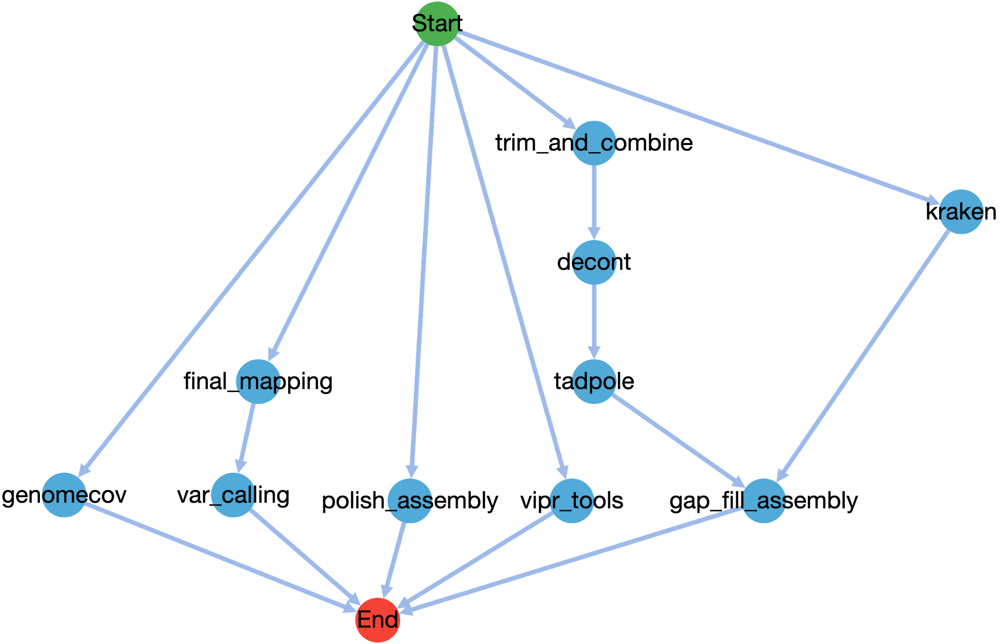 Start
trim_and_combine
kraken
decont
final_mapping
tadpole
genomecov
var_calling
polish_assembly
vipr_tools
gap_fill_assembly
End